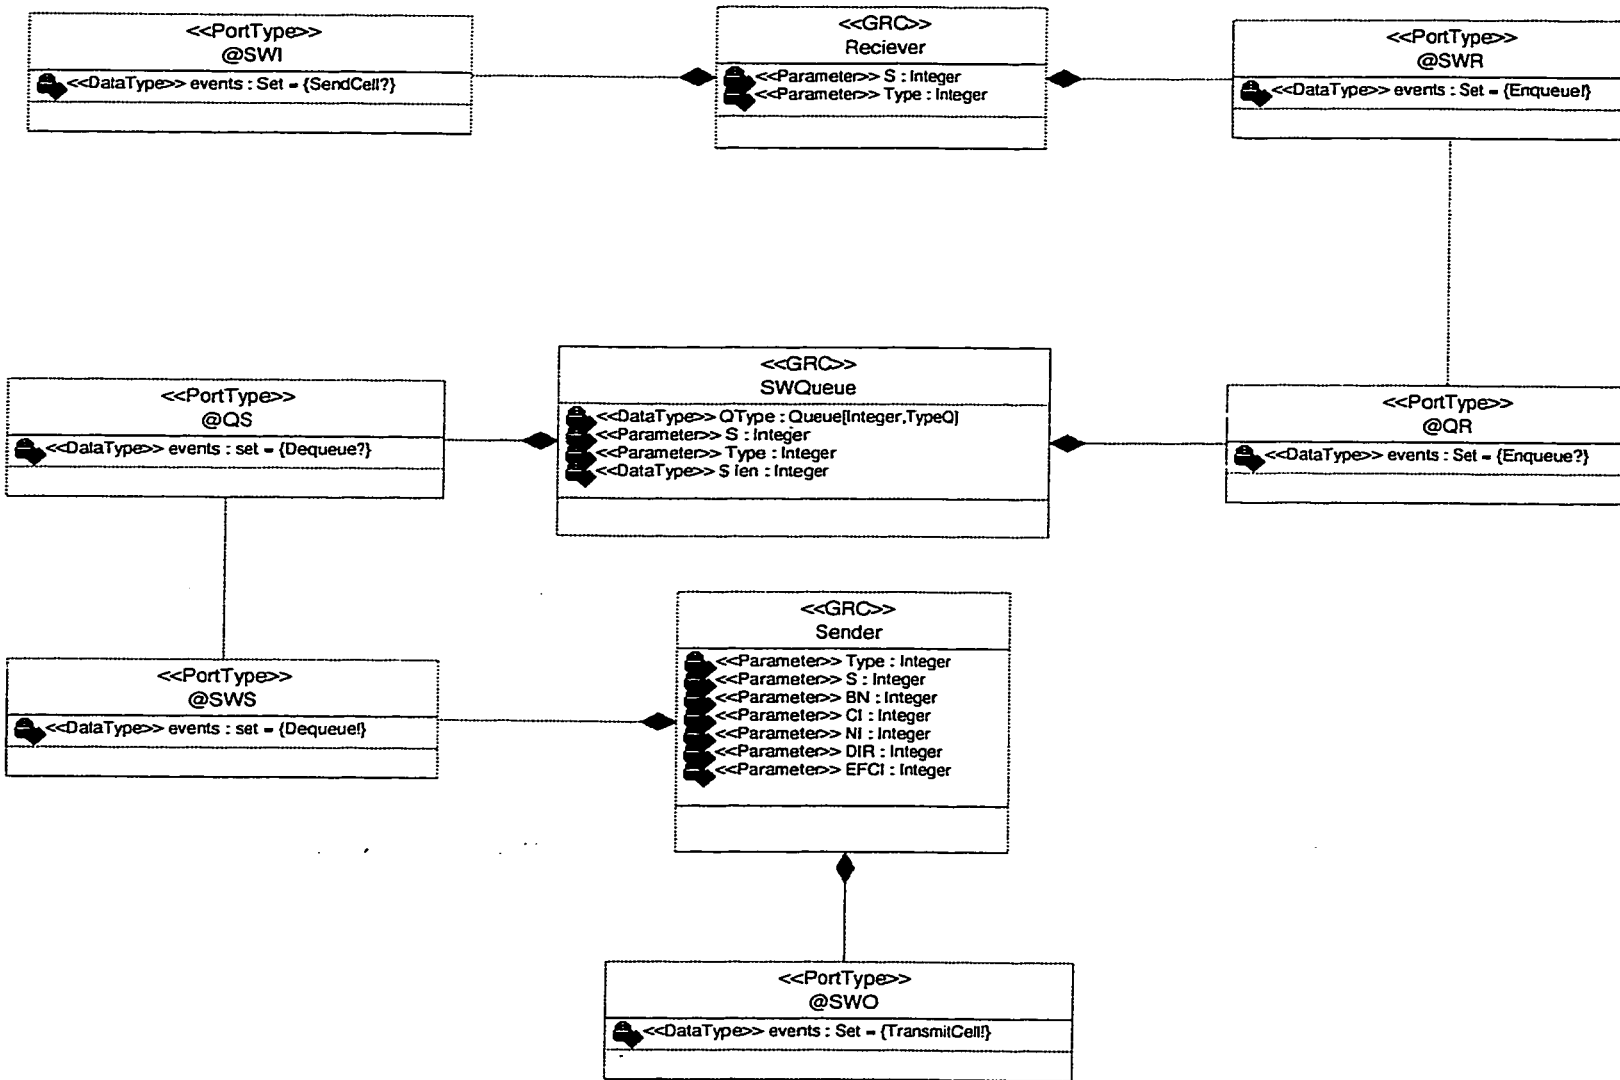 <<PortType>>
@SWI
<<DataType>> events : Set = {SendCell?}
<<GRC>>
Reciever
<<Parameter>> S : Integer
<<Parameter>> Type : Integer
<<PortType>>
@SWR
<<DataType>> events : Set = {Enqueue!}
<<PortType>>
@QS
<<DataType>> events : set = {Dequeue?}
<<GRC>>
SWQueue
<<DataType>> QType : Queue[Integer,TypeQ]
<<Parameter>> S : Integer
<<Parameter>> Type : Integer
<<DataType>> S len : Integer
<<PortType>>
@QR
<<DataType>> events : Set = {Enqueue?}
<<PortType>>
@SWS
<<DataType>> events : set = {Dequeue!}
<<GRC>>
Sender
<<Parameter>> Type : Integer
<<Parameter>> S : Integer
<<Parameter>> BN : Integer
<<Parameter>> CI : Integer
<<Parameter>> NI : Integer
<<Parameter>> DIR : Integer
<<Parameter>> EFCI : Integer
<<PortType>>
@SWO
<<DataType>> events : Set = {TransmitCell!}